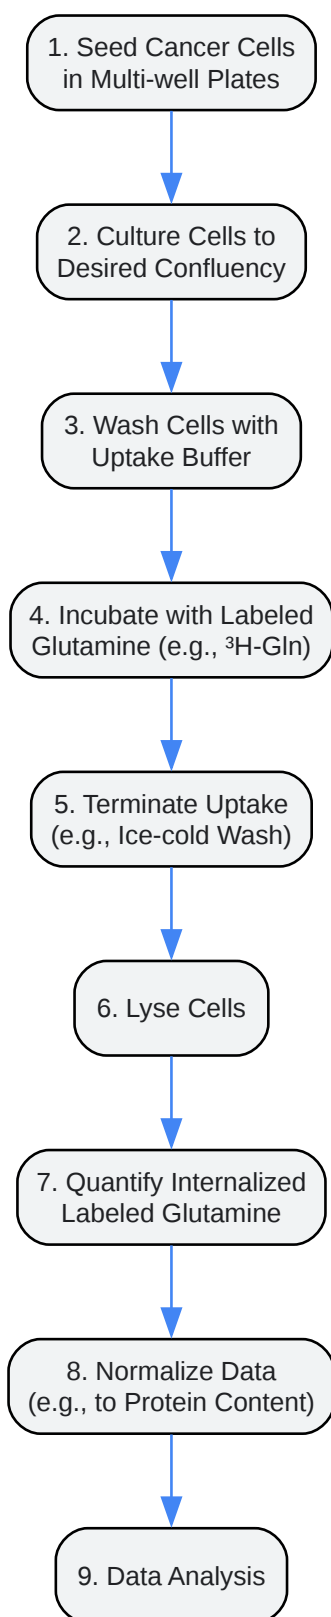 1. Seed Cancer Cells
in Multi-well Plates
2. Culture Cells to
Desired Confluency
3. Wash Cells with
Uptake Buffer
4. Incubate with Labeled
Glutamine (e.g., ³H-Gln)
5. Terminate Uptake
(e.g., Ice-cold Wash)
6. Lyse Cells
7. Quantify Internalized
Labeled Glutamine
8. Normalize Data
(e.g., to Protein Content)
9. Data Analysis